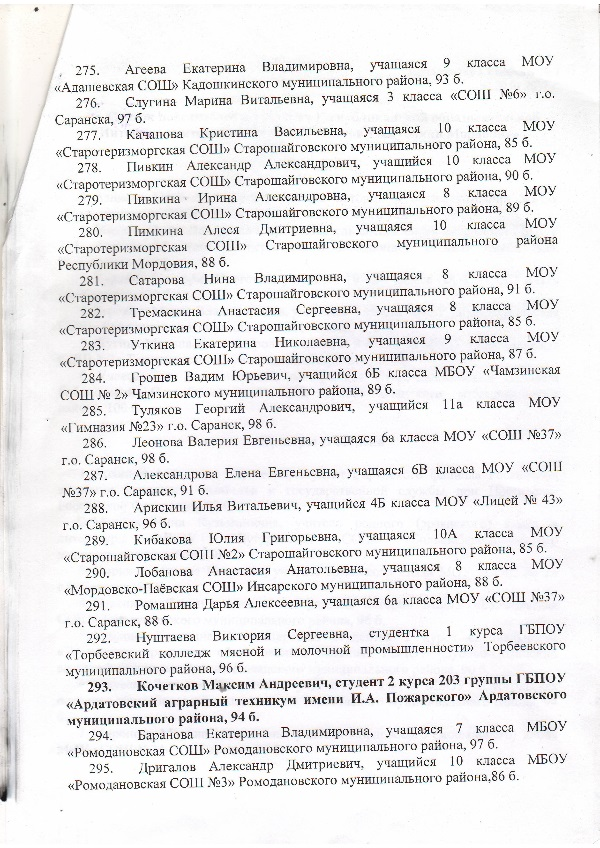 275. Агеева Екатерина Владимировна, учащаяся 9 класса МОУ
«Адашевская СОШ» Кадошкинского муниципального района, 93 б.
276. Слугина Марина Витальевна, учащаяся 3 класса «СОШ №6» г.о.
Саранска, 97 б.
277. Качанова Кристина Васильевна, учащаяся 10 класса МОУ
«Старотеризморгская СОШ» Старошайговского муниципального района, 85 б.
278. Пивкин Александр Александрович, учащийся 10 класса МОУ
«Старотеризморгская СОШ» Старошайговского муниципального района, 90 б.
279. Пивкина Ирина Александровна, учащаяся 8 класса МОУ
«Старотеризморгская СОШ» Старошайговского муниципального района, 89 б.
280. Пимкина Алеся Дмитриевна, учащаяся 10 класса МОУ
«Старотеризморгская СОШ» Старошайговского муниципального района
Республики Мордовия, 88 б.
281. Сатарова Нина Владимировна, учащаяся 8 класса МОУ
«Старотеризморгская СОШ» Старошайговского муниципального района, 91 б.
282. Тремаскина Анастасия Сергеевна, учащаяся 8 класса МОУ
«Старотеризморгская СОШ» Старошайговского муниципального района, 85 б.
283. Уткина Екатерина Николаевна, учащаяся 9 класса МОУ
«Старотеризморгская СОШ» Старошайговского муниципального района, 87 б.
284. Грошев Вадим Юрьевич, учащийся 6Б класса МБОУ «Чамзинская
СОШ № 2» Чамзинского муниципального района, 89 б.
285. Туляков Георгий Александрович, учащийся 11а класса МОУ
«Гимназия №23» г.о. Саранск, 98 б.
286. Леонова Валерия Евгеньевна, учащаяся 6а класса МОУ «СОШ №37»
г.о. Саранск, 98 б.
287. Александрова Елена Евгеньевна, учащаяся 6В класса МОУ «СОШ
№37» г.о. Саранск, 91 б.
288. Арискин Илья Витальевич, учащийся 4Б класса МОУ «Лицей № 43»
г.о. Саранск, 96 б.
289. Кибакова Юлия Григорьевна, учащаяся 10А класса МОУ
«Старошайговская СОШ №2» Старошайговского муниципального района, 85 б.
290. Лобанова Анастасия Анатольевна, учащаяся 8 класса МОУ
«Мордовско-Паёвская СОШ» Инсарского муниципального района, 88 б.
291. Ромашина Дарья Алексеевна, учащаяся 6а класса МОУ «СОШ №37»
г.о. Саранск, 88 б.
292. Нуштаева Виктория Сергеевна, студентка 1 курса ГБПОУ
«Торбеевский колледж мясной и молочной промышленности» Торбеевского
муниципального района, 96 б.
293. Кочетков Максим Андреевич, студент 2 курса 203 группы ГБПОУ
«Ардатовский аграрный техникум имени И.А. Пожарского» Ардатовского
муниципального района, 94 б.
294. Баранова Екатерина Владимировна, учащаяся 7 класса МБОУ
«Ромодановская СОШ» Ромодановского муниципального района, 97 б.
295. Дригалов Александр Дмитриевич, учащийся 10 класса МБОУ
«Ромодановская СОШ №3» Ромодановского муниципального района,86 б.